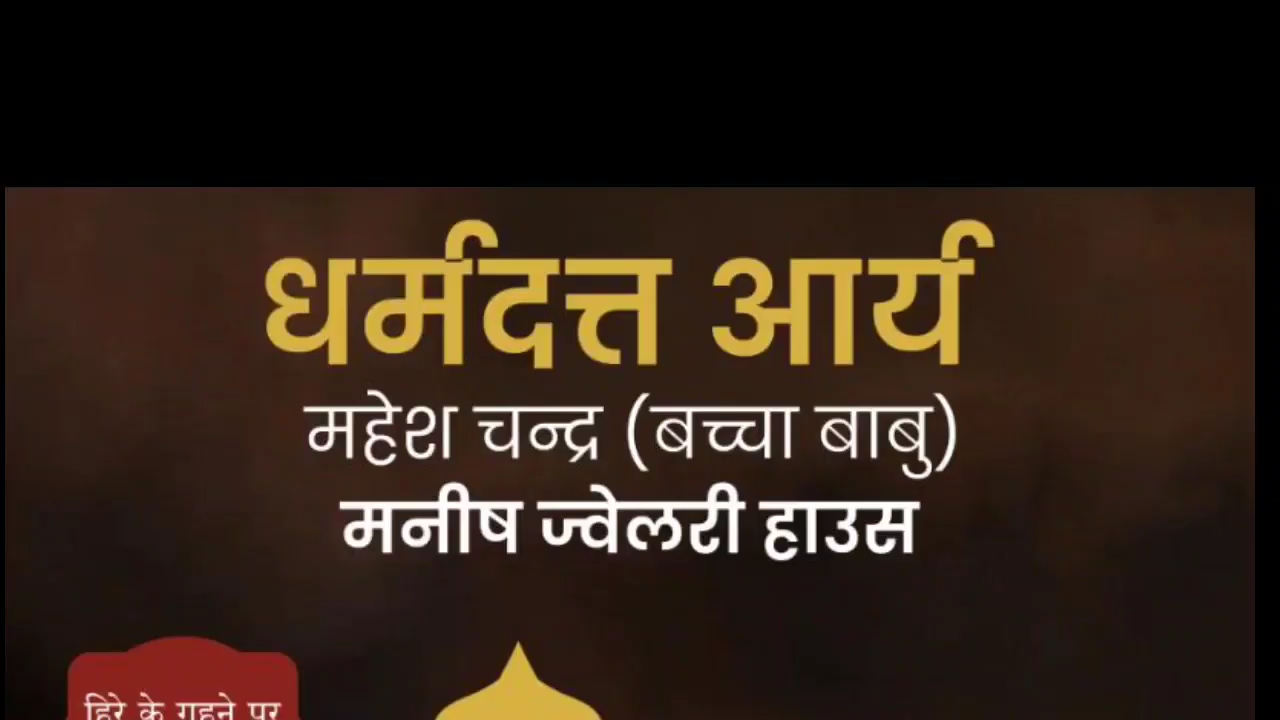 धर्मदत्त आर्य
महेश चन्द्र (बच्चा बाबु)
मनीष ज्वेलरी हाउस
हिरे के गहने पर